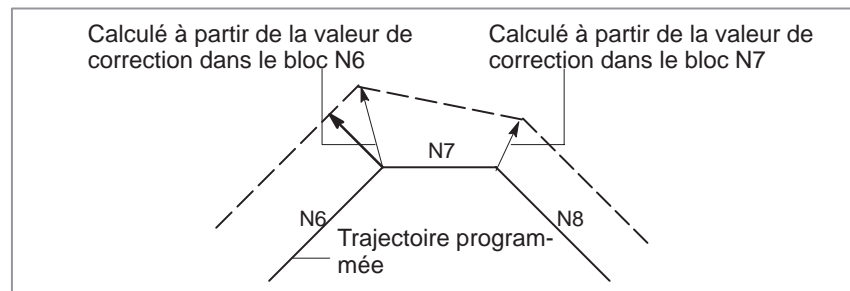 Calculé à partir de la valeur de
correction dans le bloc N6
Calculé à partir de la valeur de
correction dans le bloc N7
N7
N6
N8
Trajectoire program-
mée